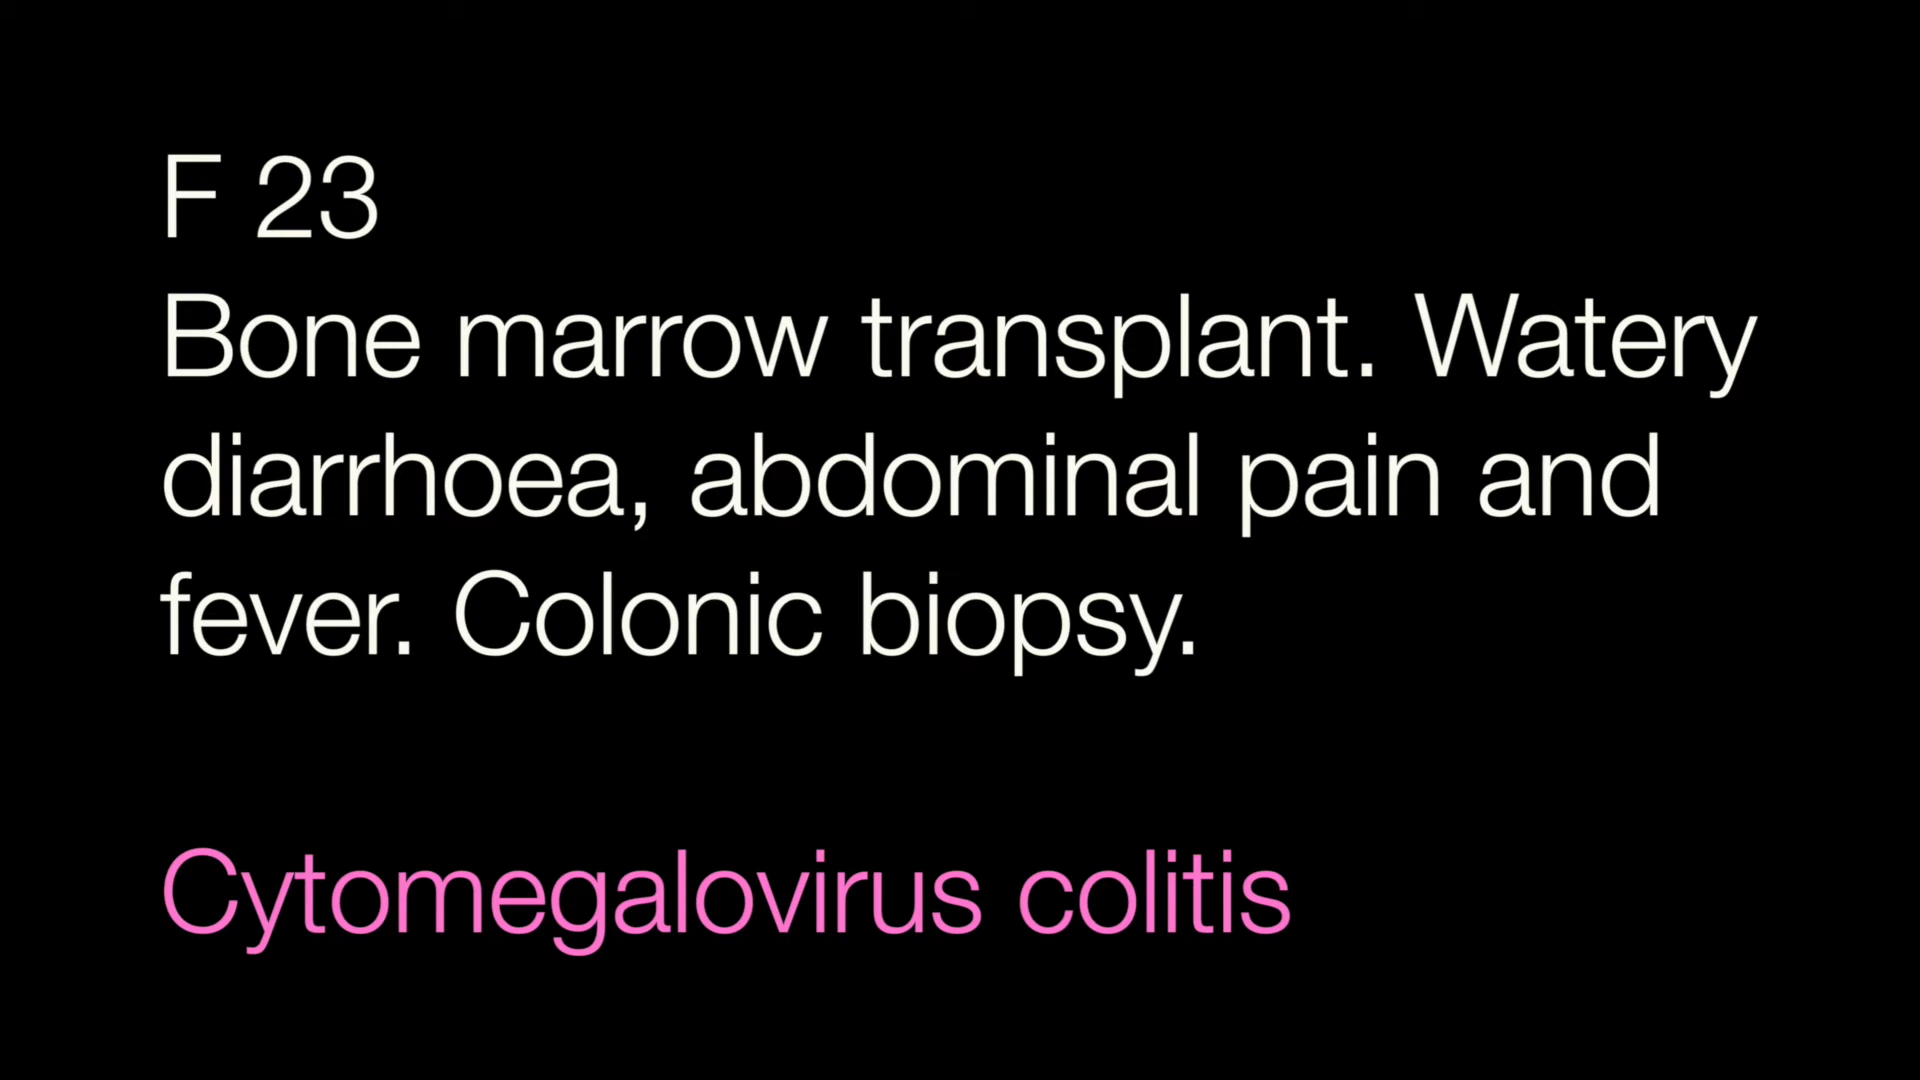 F 23
Bone marrow transplant. Watery
diarrhoea, abdominal pain and
fever. Colonic biopsy.
Cytomegalovirus colitis